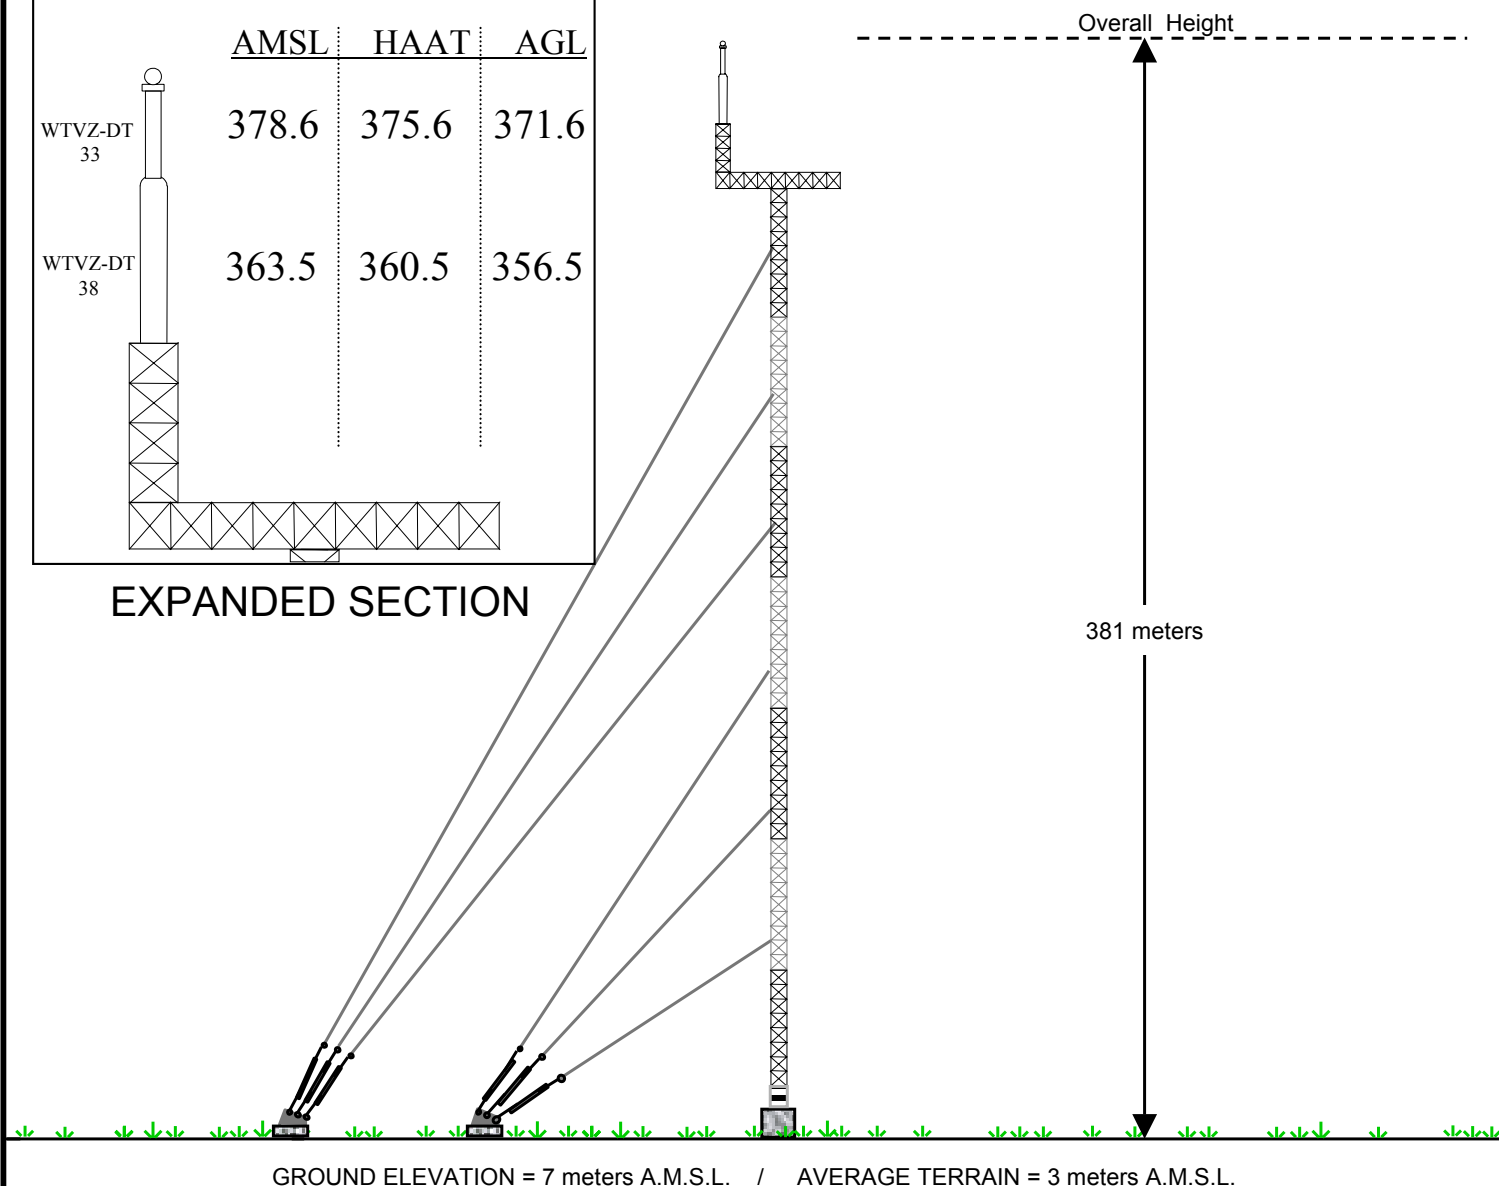 Overall Height
AMSL HAAT AGL
WTVZ-DT
33
378.6 375.6 371.6
WTVZ-DT
38
363.5 360.5 356.5
EXPANDED SECTION
381 meters
GROUND ELEVATION = 7 meters A.M.S.L. / AVERAGE TERRAIN = 3 meters A.M.S.L.